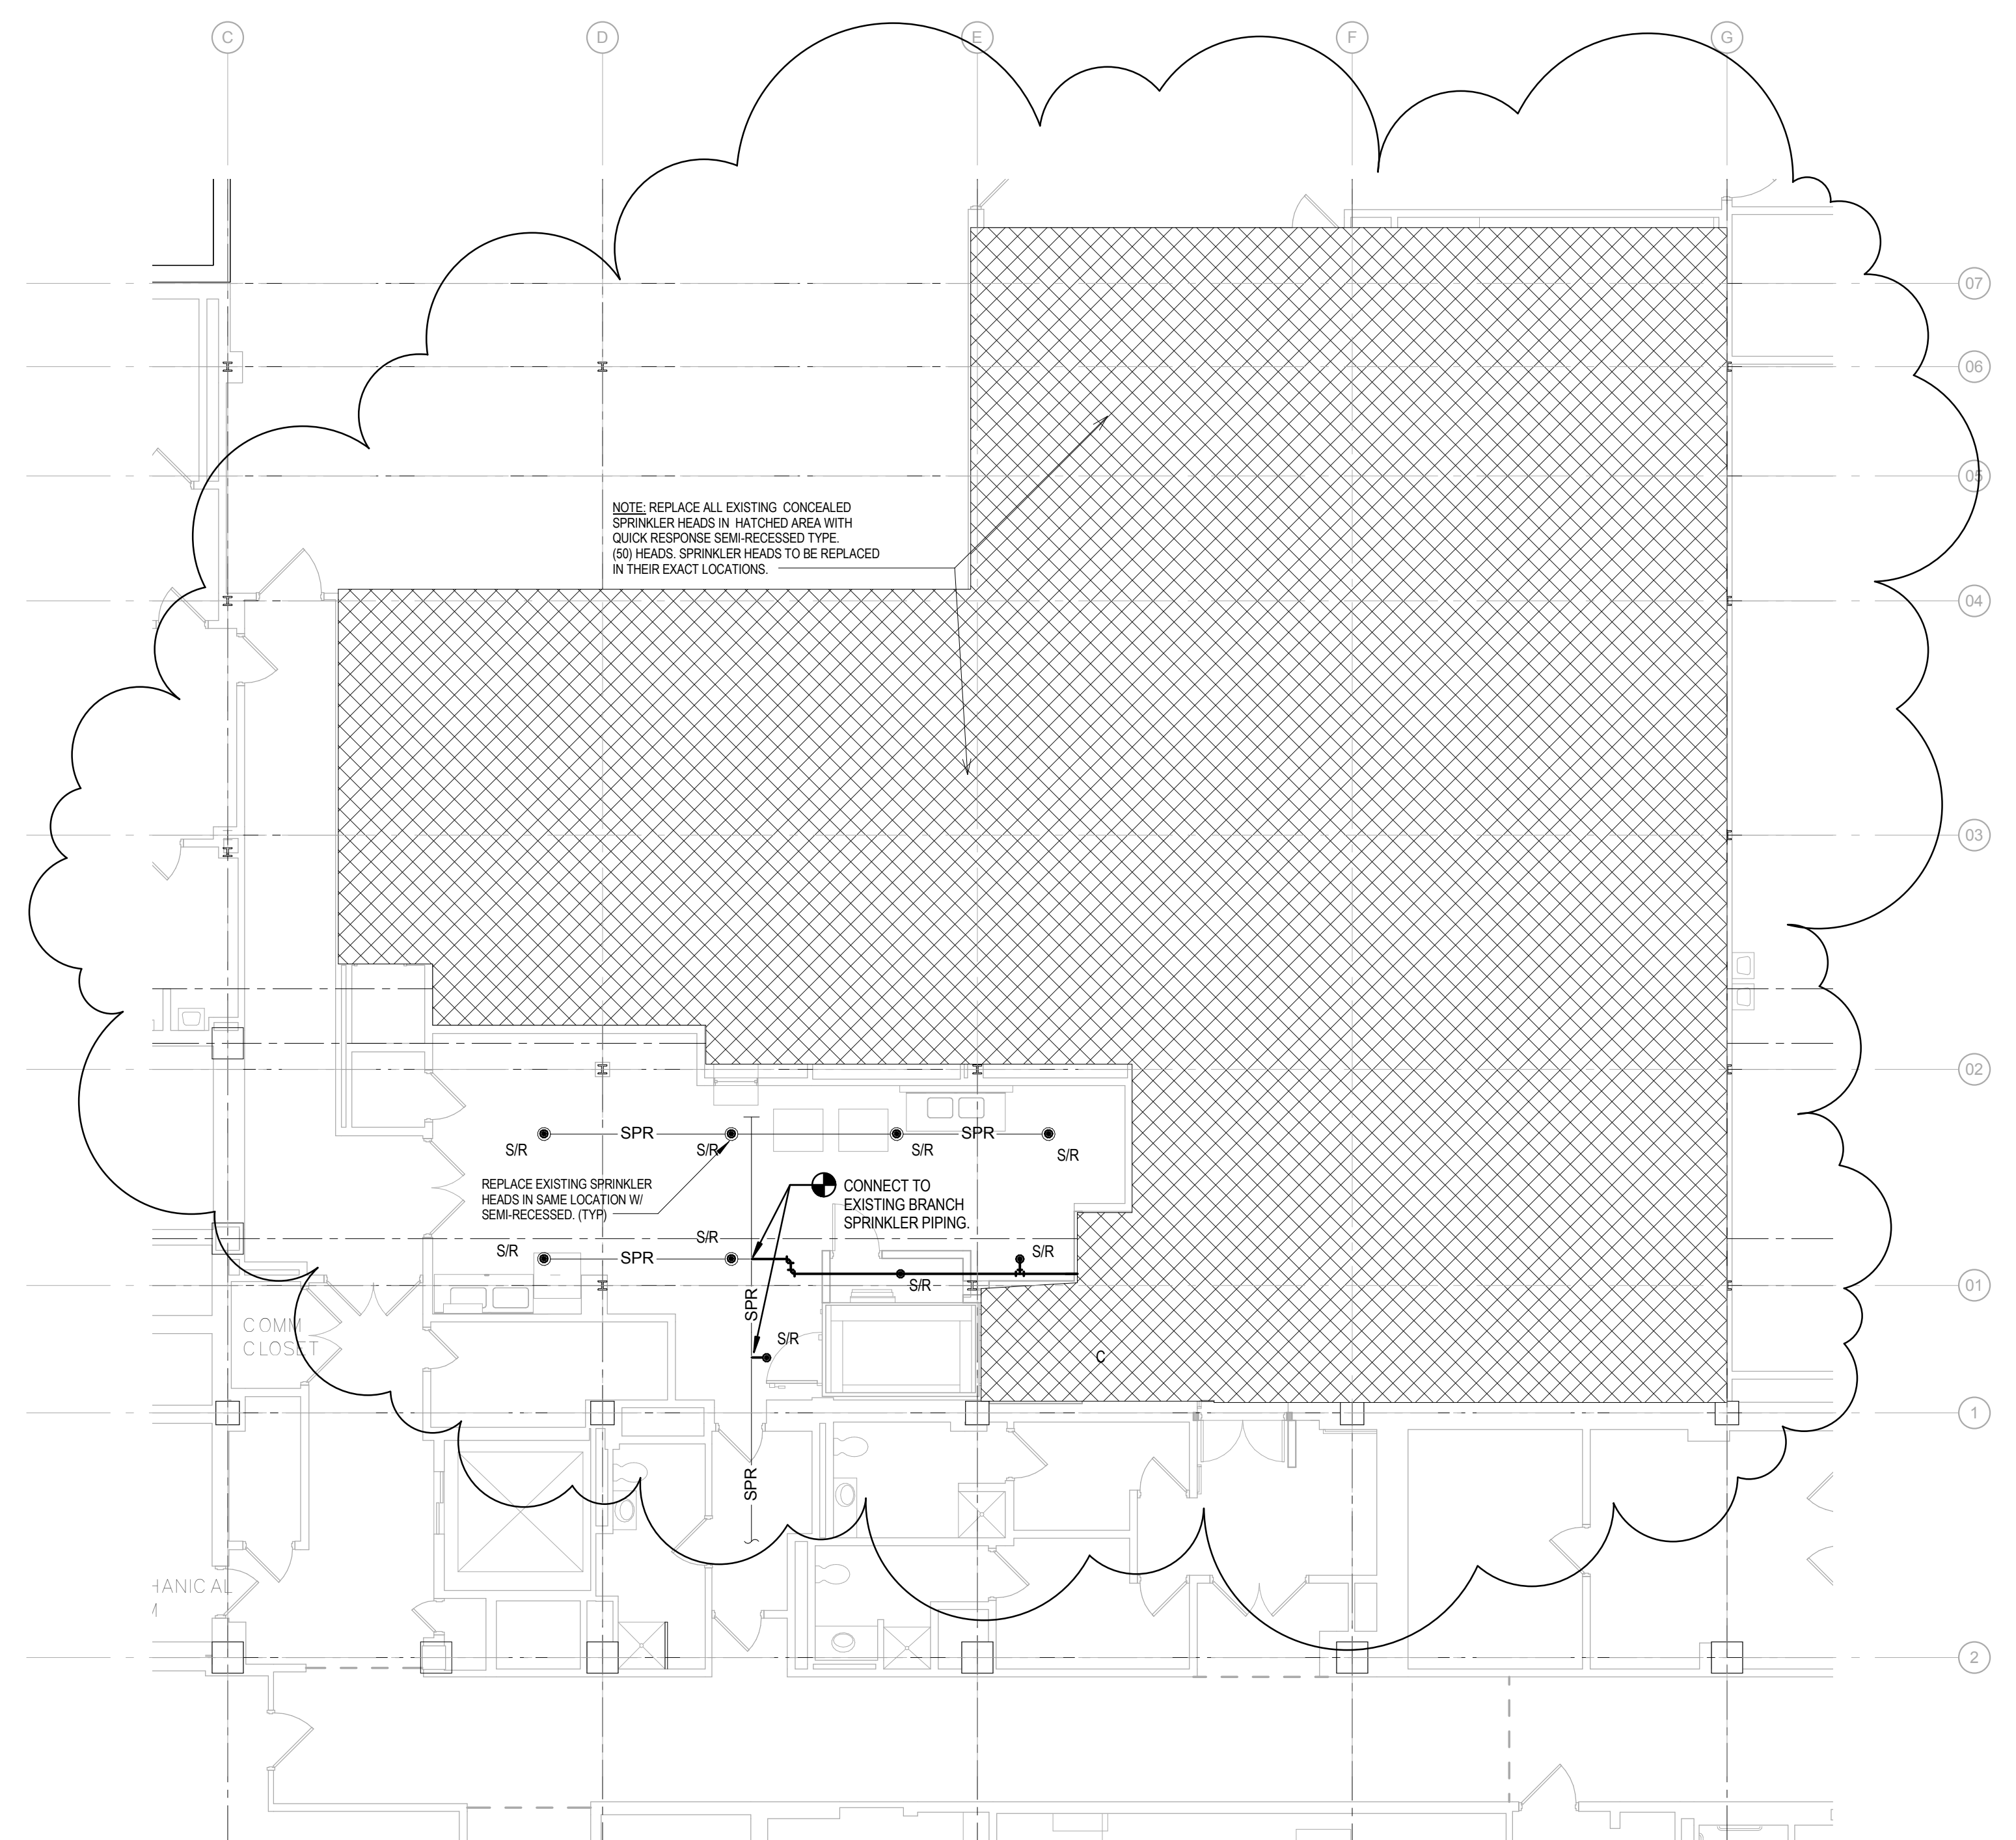 C
D
E
F
G
07
06
05
NOTE: REPLACE ALL EXISTING CONCEALED
SPRINKLER HEADS IN HATCHED AREA WITH
QUICK RESPONSE SEMI-RECESSED TYPE.
(50) HEADS. SPRINKLER HEADS TO BE REPLACED
IN THEIR EXACT LOCATIONS.
04
03
02
SPR
SPR
S/R
S/R
S/R
S/R
REPLACE EXISTING SPRINKLER
HEADS IN SAME LOCATION W/
SEMI-RECESSED. (TYP)
CONNECT TO
EXISTING BRANCH
SPRINKLER PIPING.
S/R
SPR
S/R
S/R
S/R
01
SPR
S/R
COMM
CLOSET
C
1
SPR
HANICAL
M
2